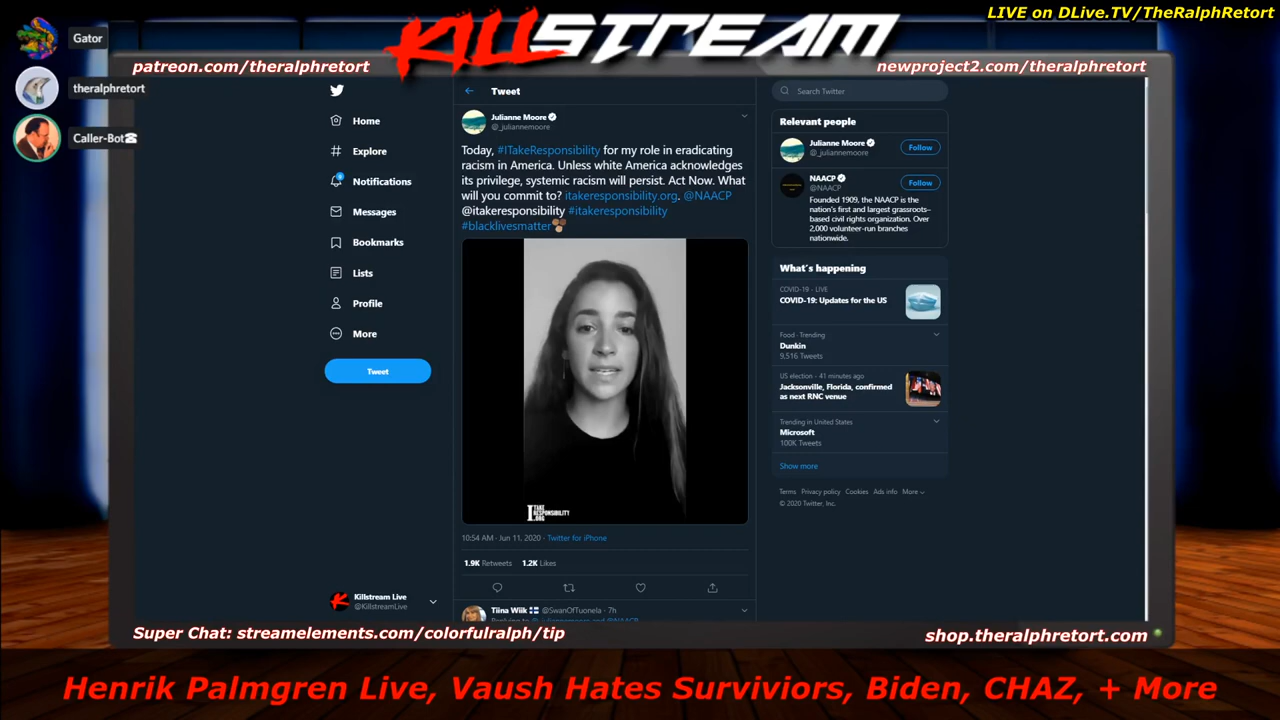 LIVE on DLive.TV/TheRalphRetort
KILLSTREAM
Gator
patreon.com/theralphretort
newproject2.com/theralphretort
theralphretort
Caller-Bot
Home
Explore
Notifications
Messages
Bookmarks
Lists
Profile
More
Tweet
Killstream Live
@KillstreamLive
Tweet
Julianne Moore
@_juliannemoore
Today, #ITakeResponsibility for my role in eradicating
racism in America. Unless white America acknowledges
its privilege, systemic racism will persist. Act Now. What
will you commit to? itakeresponsibility.org. @NAACP
@itakeresponsibility #itakeresponsibility
#blacklivesmatter
I TAKE
RESPONSIBILITY
.ORG
10:54 AM · Jun 11, 2020 · Twitter for iPhone
1.9K Retweets 1.2K Likes
Tiina Wiik @SwanOfTuonela · 7h
Replying to @_juliannemoore and @NAACP
Search Twitter
Relevant people
Julianne Moore
@_juliannemoore
Follow
NAACP
@NAACP
Follow
Founded 1909, the NAACP is the
nation's first and largest grassroots–
based civil rights organization. Over
2,000 volunteer-run branches
nationwide.
What's happening
COVID-19 · LIVE
COVID-19: Updates for the US
Food · Trending
Dunkin
9,516 Tweets
US election · 41 minutes ago
Jacksonville, Florida, confirmed
as next RNC venue
Trending in United States
Microsoft
100K Tweets
Show more
Terms Privacy policy Cookies Ads info More
© 2020 Twitter, Inc.
Super Chat: streamelements.com/colorfulralph/tip
shop.theralphretort.com
Henrik Palmgren Live, Vaush Hates Surviviors, Biden, CHAZ, + More